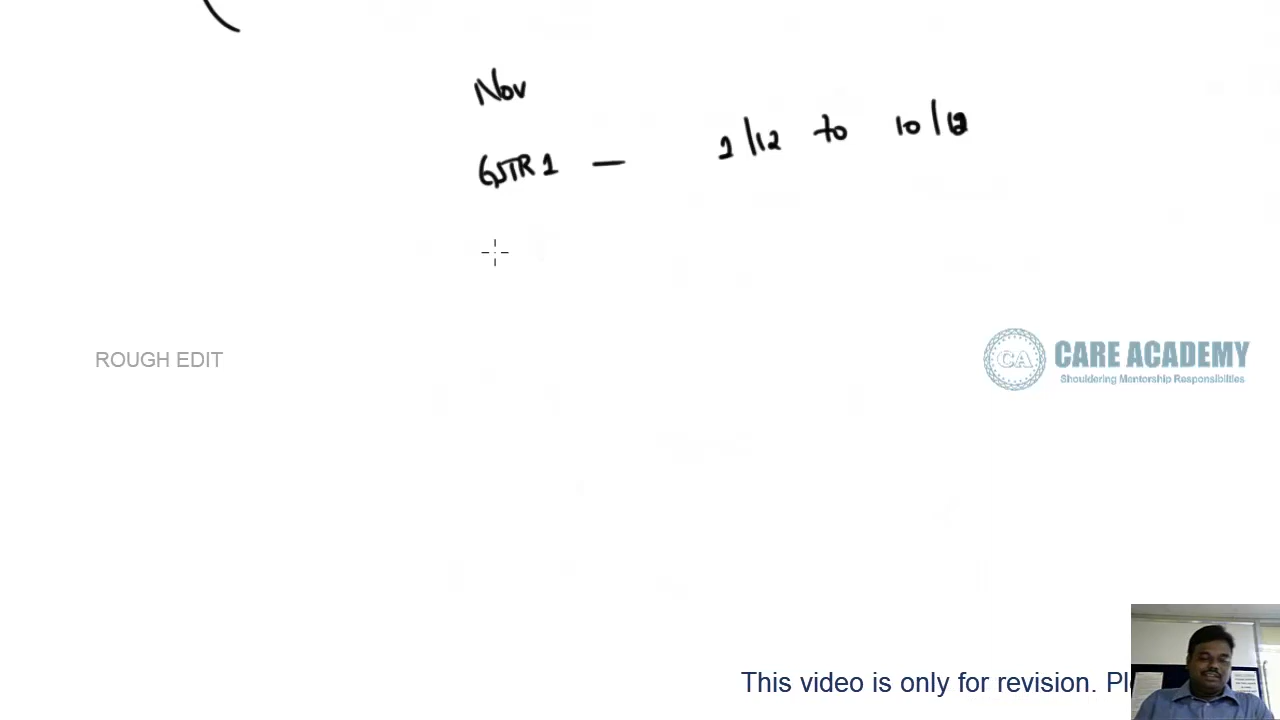 Nov
GSTR 1 — 1/12 to 10/12
ROUGH EDIT
CA CARE ACADEMY
Shouldering Mentorship Responsibilities
This video is only for revision. Pl